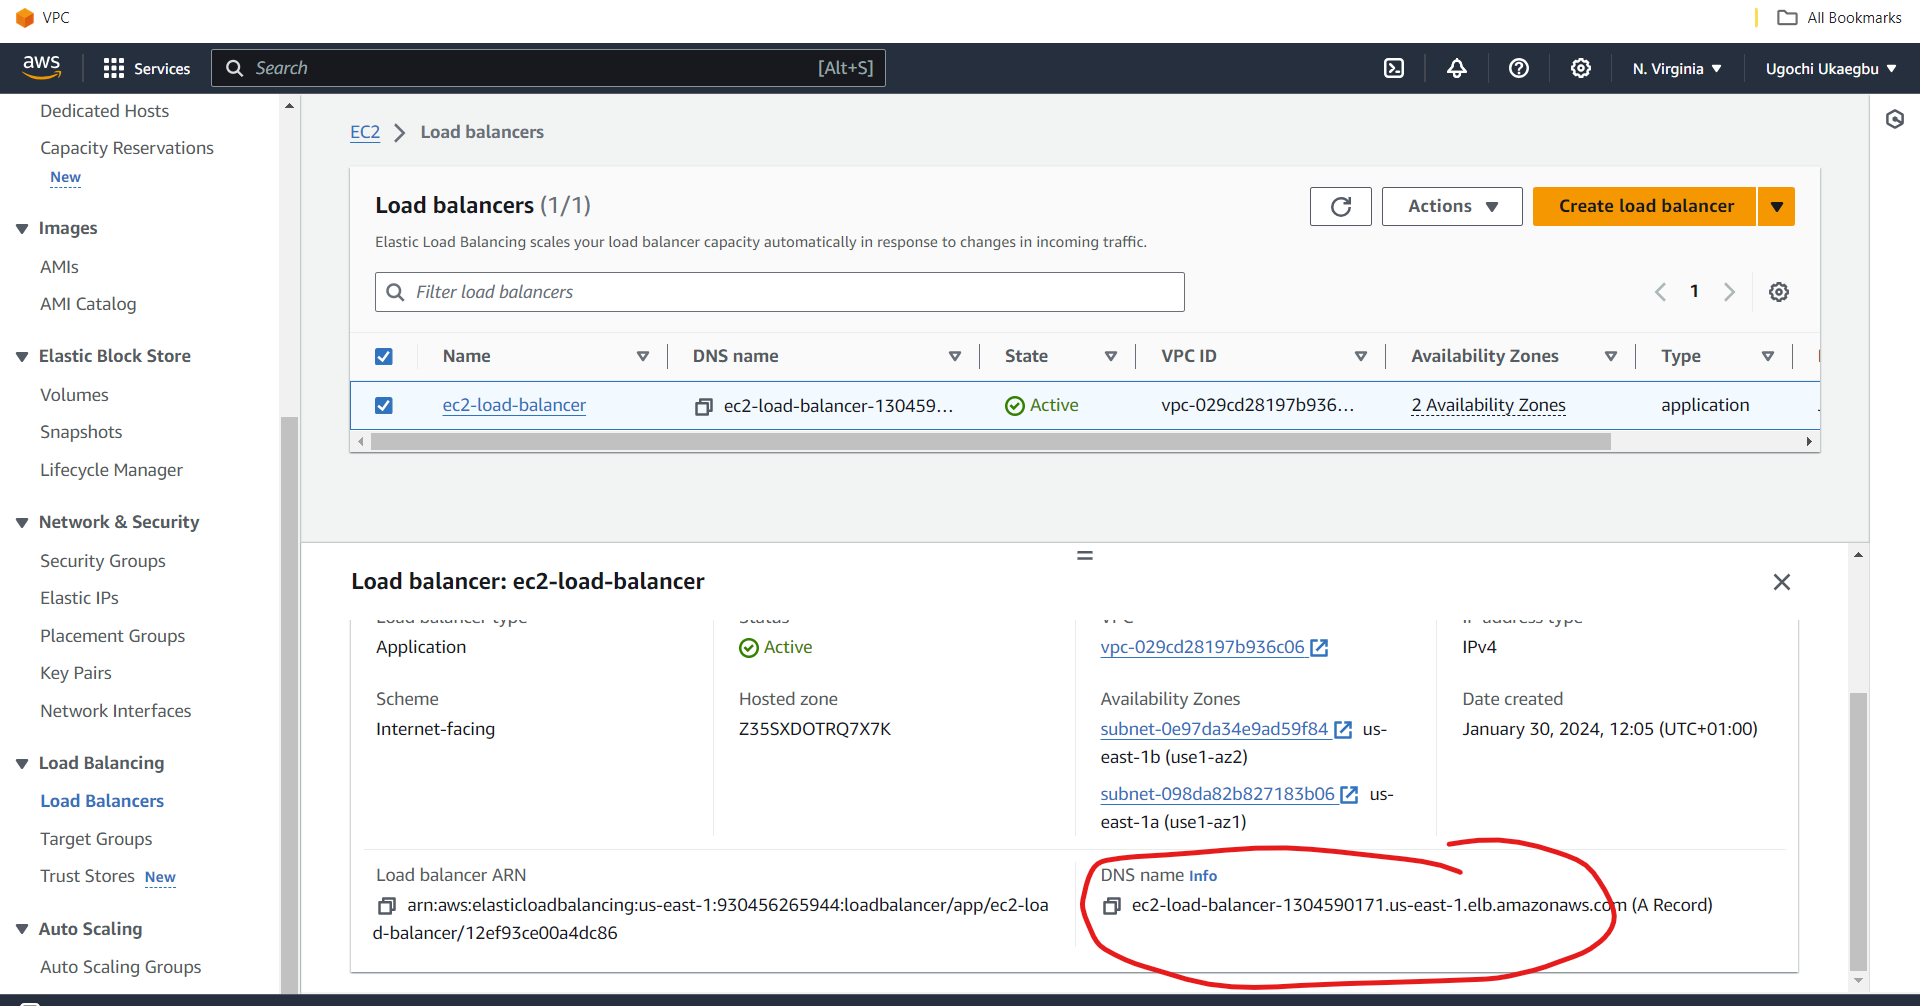 VPC
All Bookmarks
aws
Services
Search
[Alt+S]
N. Virginia
Ugochi Ukaegbu
Dedicated Hosts
Capacity Reservations
New
Images
AMIs
AMI Catalog
Elastic Block Store
Volumes
Snapshots
Lifecycle Manager
Network & Security
Security Groups
Elastic IPs
Placement Groups
Key Pairs
Network Interfaces
Load Balancing
Load Balancers
Target Groups
Trust Stores New
Auto Scaling
Auto Scaling Groups
EC2 Load balancers
Load balancers (1/1)
Actions
Create load balancer
Elastic Load Balancing scales your load balancer capacity automatically in response to changes in incoming traffic.
Filter load balancers
1
Name DNS name State VPC ID Availability Zones Type
ec2-load-balancer ec2-load-balancer-130459... Active vpc-029cd28197b936... 2 Availability Zones application
Load balancer: ec2-load-balancer
Load balancer type
Application
Status
Active
VPC
vpc-029cd28197b936c06
IP address type
IPv4
Scheme
Internet-facing
Hosted zone
Z35SXDOTRQ7X7K
Availability Zones
subnet-0e97da34e9ad59f84 us-
east-1b (use1-az2)
subnet-098da82b827183b06 us-
east-1a (use1-az1)
Date created
January 30, 2024, 12:05 (UTC+01:00)
Load balancer ARN
arn:aws:elasticloadbalancing:us-east-1:930456265944:loadbalancer/app/ec2-loa
d-balancer/12ef93ce00a4dc86
DNS name Info
ec2-load-balancer-1304590171.us-east-1.elb.amazonaws.com (A Record)